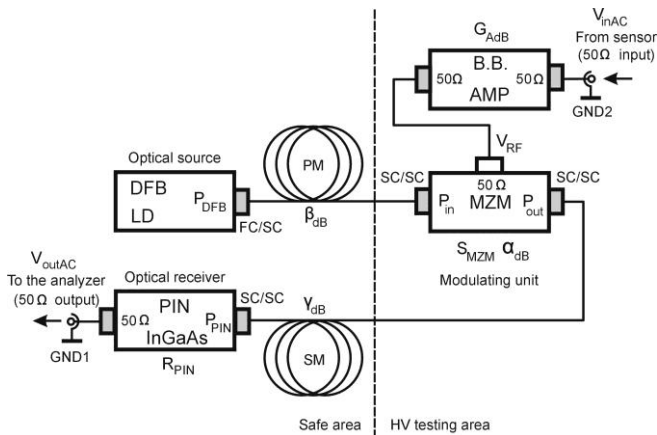 V_inAC
From sensor
(50Ω input)
G_AdB
50Ω B.B. 50Ω
AMP
GND2
V_RF
Optical source
PM
SC/SC
SC/SC
DFB
LD
P_DFB
FC/SC
β_dB
50 Ω
P_in MZM P_out
S_MZM α_dB
Modulating unit
V_outAC
To the analyzer
(50Ω output)
Optical receiver
SC/SC
γ_dB
PIN
50Ω P_PIN
InGaAs
GND1
R_PIN
SM
Safe area
HV testing area